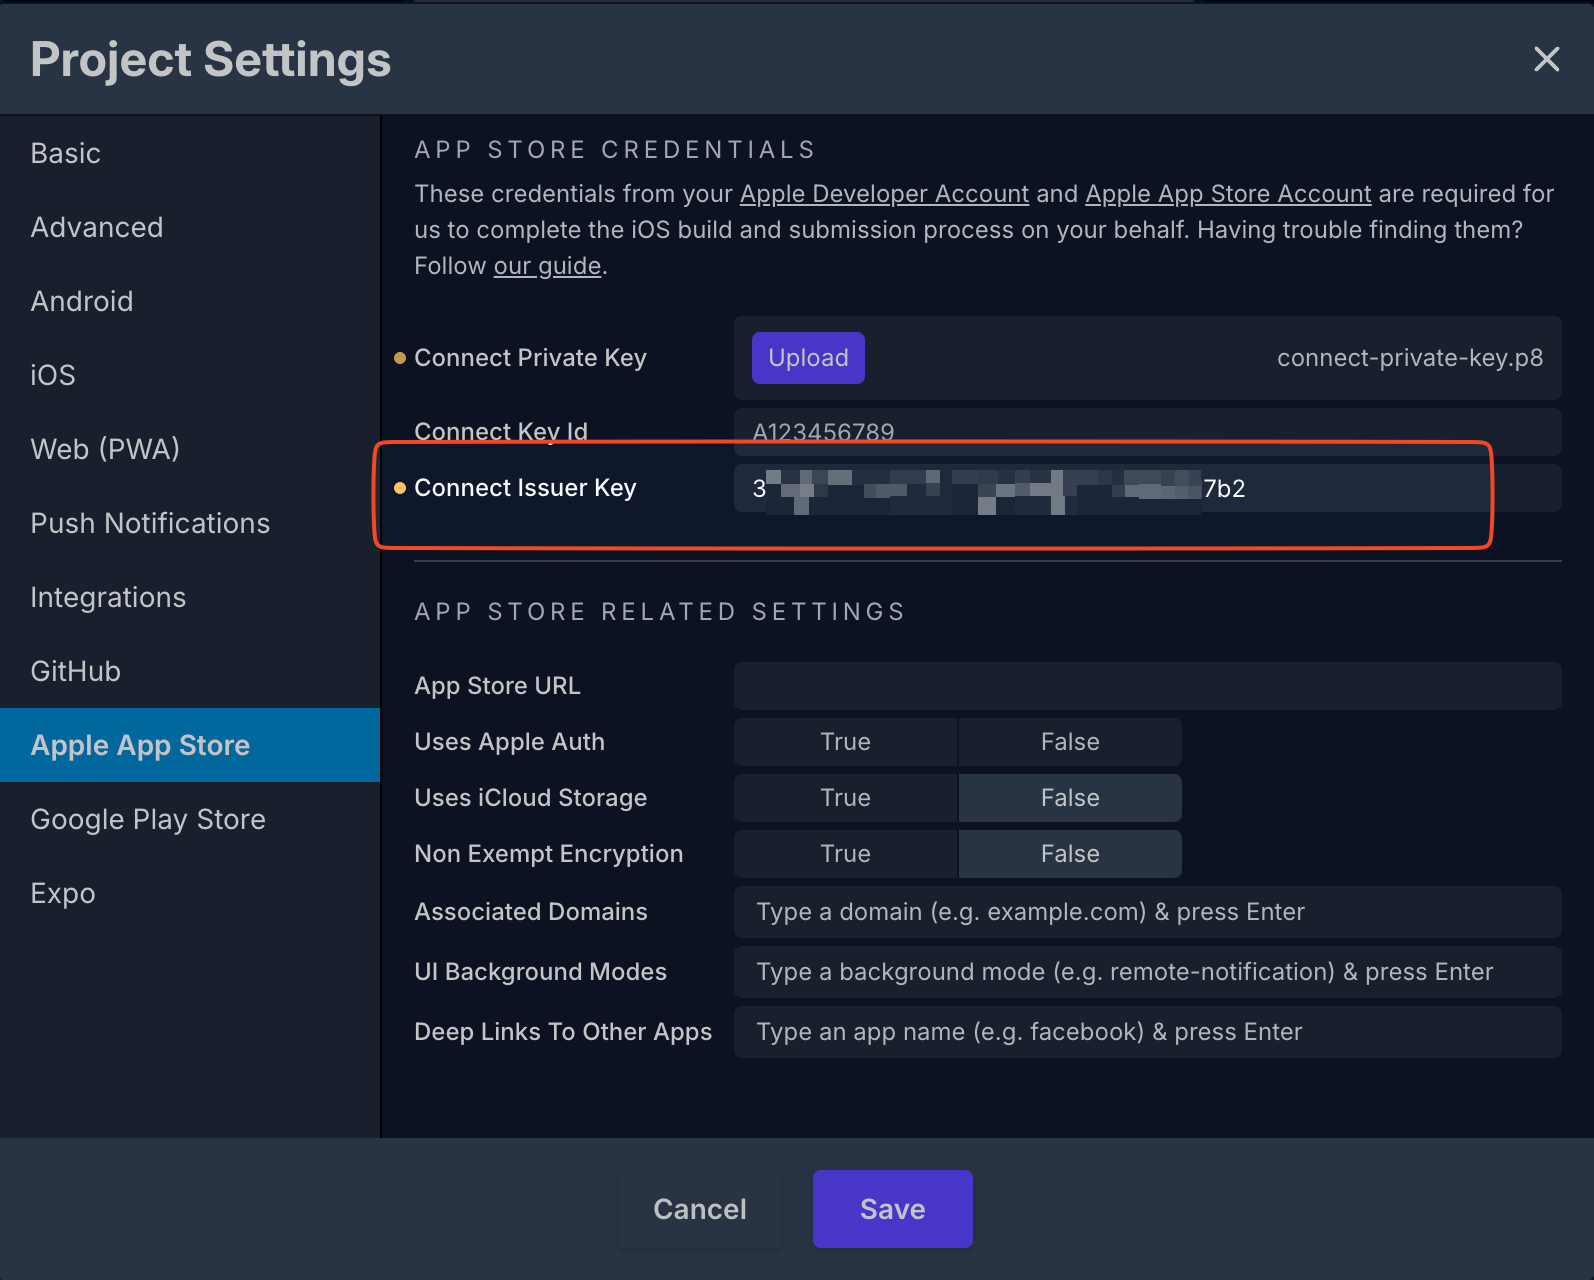 Project Settings
Basic
Advanced
Android
iOS
Web (PWA)
Push Notifications
Integrations
GitHub
Apple App Store
Google Play Store
Expo
APP STORE CREDENTIALS
These credentials from your Apple Developer Account and Apple App Store Account are required for
us to complete the iOS build and submission process on your behalf. Having trouble finding them?
Follow our guide.
Connect Private Key Upload connect-private-key.p8
Connect Key Id A123456789
Connect Issuer Key 3 7b2
APP STORE RELATED SETTINGS
App Store URL
Uses Apple Auth True False
Uses iCloud Storage True False
Non Exempt Encryption True False
Associated Domains Type a domain (e.g. example.com) & press Enter
UI Background Modes Type a background mode (e.g. remote-notification) & press Enter
Deep Links To Other Apps Type an app name (e.g. facebook) & press Enter
Cancel Save